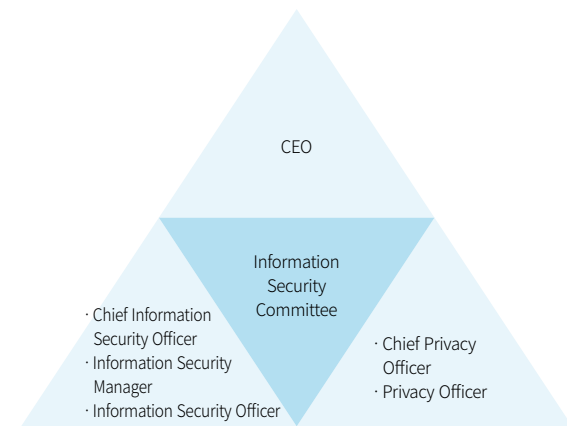 CEO
Information
Security
Committee
· Chief Information
Security Officer
· Information Security
Manager
· Information Security Officer
· Chief Privacy
Officer
· Privacy Officer